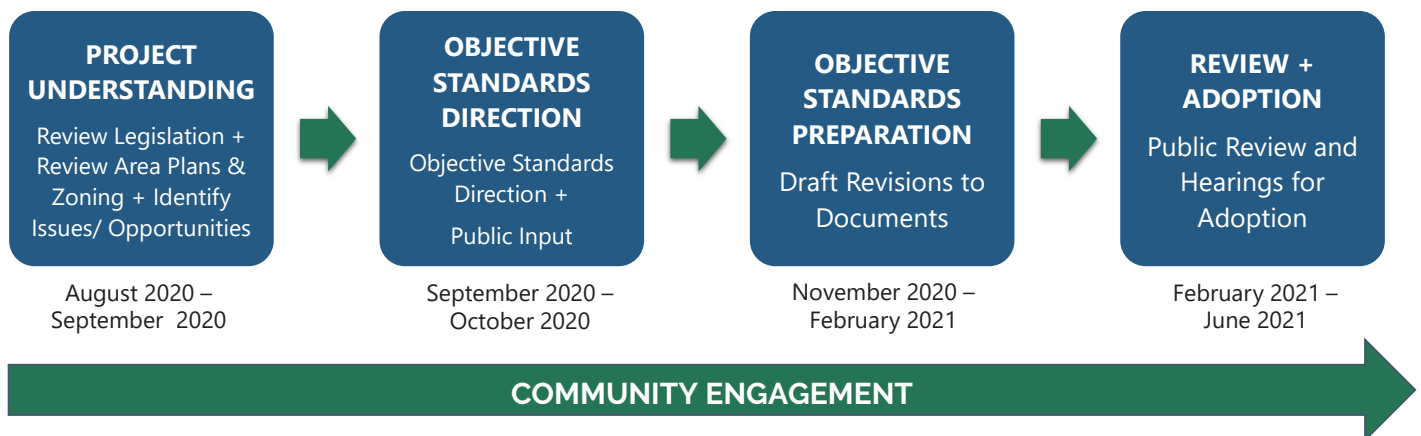 PROJECT
UNDERSTANDING
Review Legislation +
Review Area Plans &
Zoning + Identify
Issues/ Opportunities
August 2020 –
September 2020
OBJECTIVE
STANDARDS
DIRECTION
Objective Standards
Direction +
Public Input
September 2020 –
October 2020
OBJECTIVE
STANDARDS
PREPARATION
Draft Revisions to
Documents
November 2020 –
February 2021
REVIEW +
ADOPTION
Public Review and
Hearings for
Adoption
February 2021 –
June 2021
COMMUNITY ENGAGEMENT